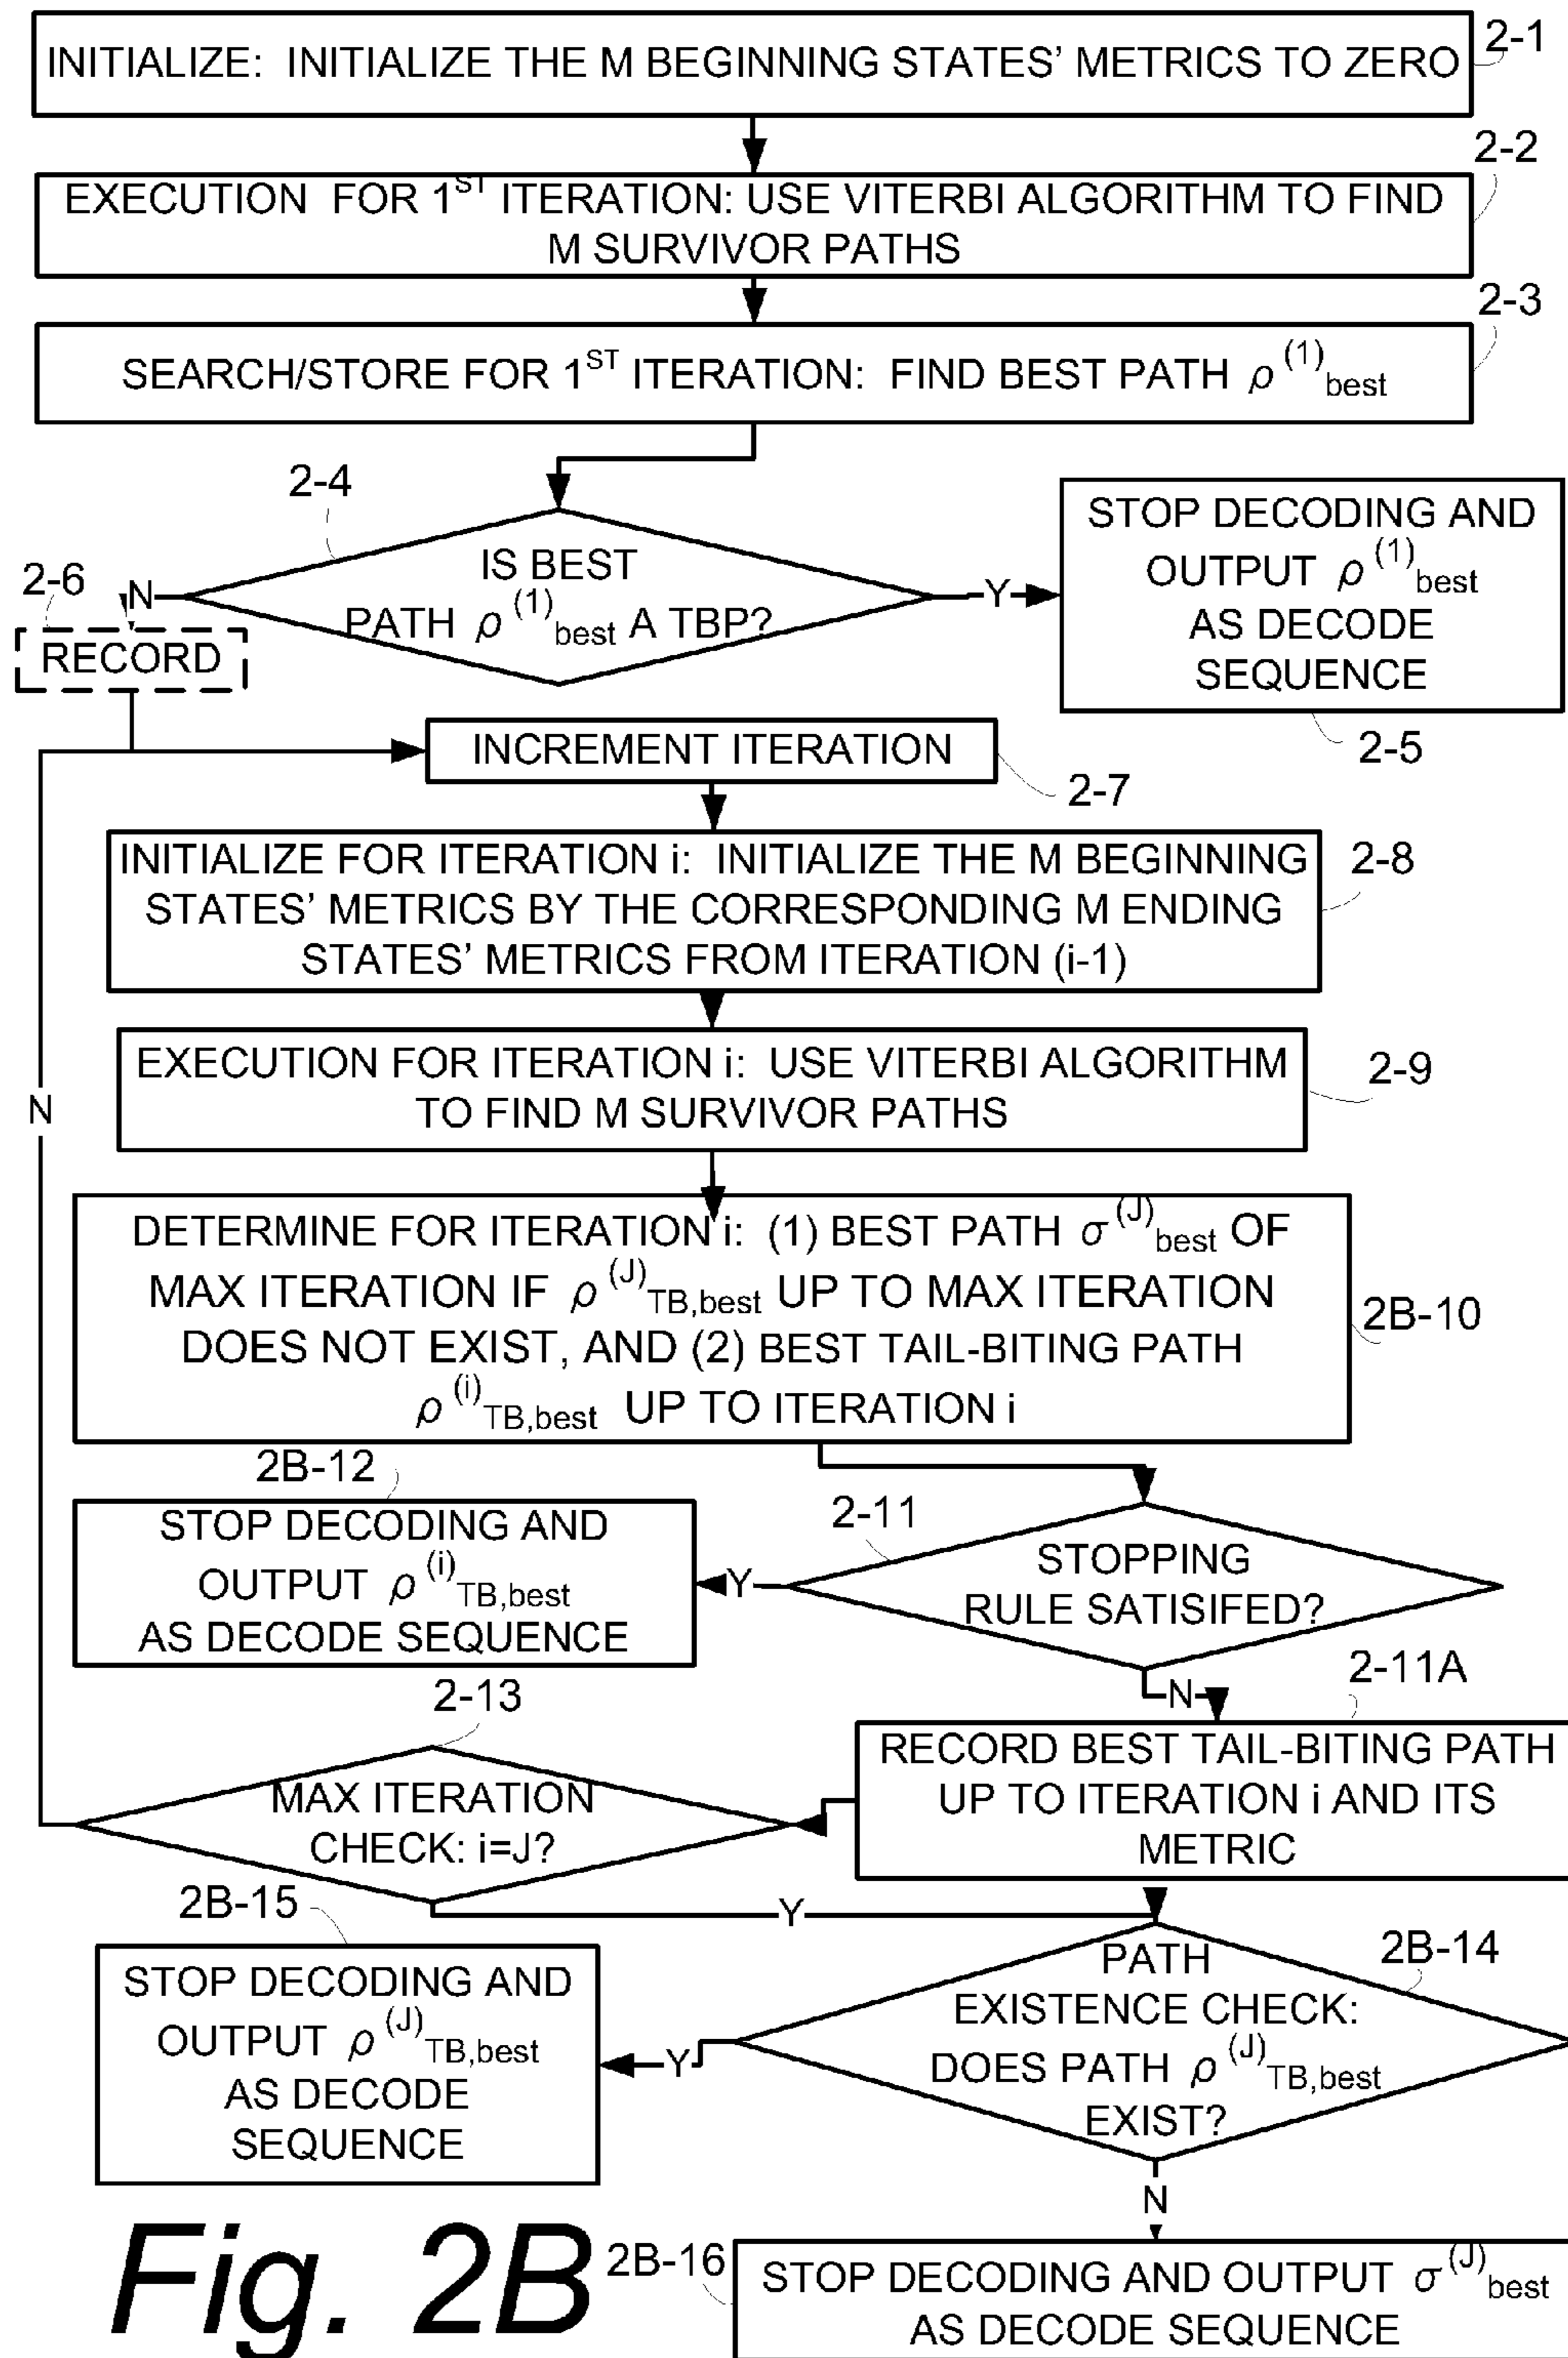 2-1
INITIALIZE: INITIALIZE THE M BEGINNING STATES' METRICS TO ZERO
2-2
EXECUTION FOR 1ST ITERATION: USE VITERBI ALGORITHM TO FIND
M SURVIVOR PATHS
2-3
SEARCH/STORE FOR 1ST ITERATION: FIND BEST PATH ρ(1)best
2-4
IS BEST
PATH ρ(1)best A TBP?
Y
STOP DECODING AND
OUTPUT ρ(1)best
AS DECODE
SEQUENCE
2-5
N
2-6
RECORD
INCREMENT ITERATION
2-7
INITIALIZE FOR ITERATION i: INITIALIZE THE M BEGINNING
STATES' METRICS BY THE CORRESPONDING M ENDING
STATES' METRICS FROM ITERATION (i-1)
2-8
EXECUTION FOR ITERATION i: USE VITERBI ALGORITHM
TO FIND M SURVIVOR PATHS
2-9
N
DETERMINE FOR ITERATION i: (1) BEST PATH σ(J)best OF
MAX ITERATION IF ρ(J)TB,best UP TO MAX ITERATION
DOES NOT EXIST, AND (2) BEST TAIL-BITING PATH
ρ(i)TB,best UP TO ITERATION i
2B-10
2B-12
STOP DECODING AND
OUTPUT ρ(i)TB,best
AS DECODE SEQUENCE
2-11
STOPPING
RULE SATISIFED?
Y
N
2-11A
RECORD BEST TAIL-BITING PATH
UP TO ITERATION i AND ITS
METRIC
2-13
MAX ITERATION
CHECK: i=J?
Y
2B-15
STOP DECODING AND
OUTPUT ρ(J)TB,best
AS DECODE
SEQUENCE
2B-14
PATH
EXISTENCE CHECK:
DOES PATH ρ(J)TB,best
EXIST?
Y
N
2B-16
STOP DECODING AND OUTPUT σ(J)best
AS DECODE SEQUENCE
Fig. 2B